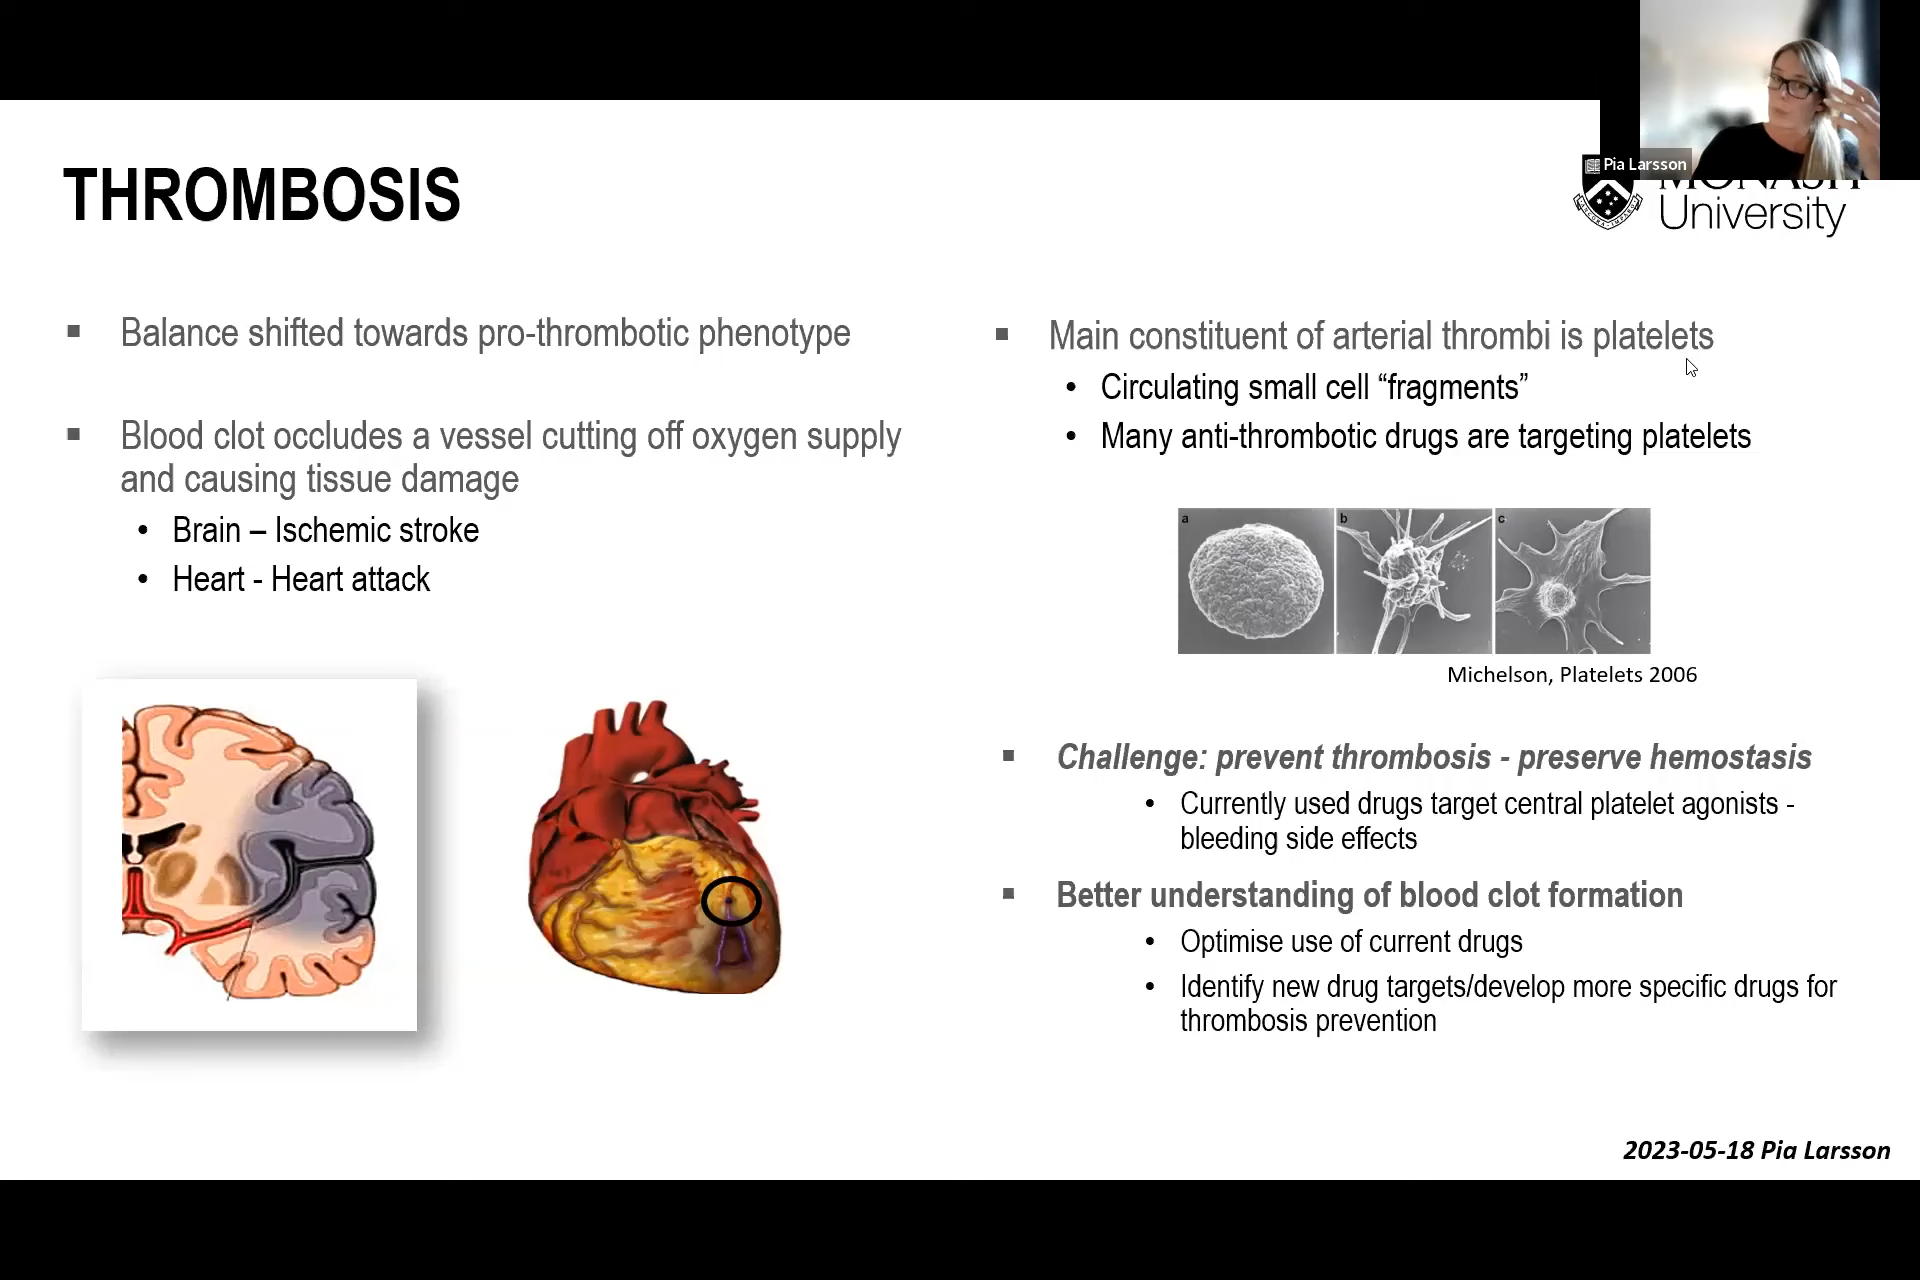 Pia Larsson
THROMBOSIS
University
Balance shifted towards pro-thrombotic phenotype
Blood clot occludes a vessel cutting off oxygen supply
and causing tissue damage
Brain – Ischemic stroke
Heart - Heart attack
Main constituent of arterial thrombi is platelets
Circulating small cell “fragments”
Many anti-thrombotic drugs are targeting platelets
a
b
c
Michelson, Platelets 2006
Challenge: prevent thrombosis - preserve hemostasis
Currently used drugs target central platelet agonists -
bleeding side effects
Better understanding of blood clot formation
Optimise use of current drugs
Identify new drug targets/develop more specific drugs for
thrombosis prevention
2023-05-18 Pia Larsson